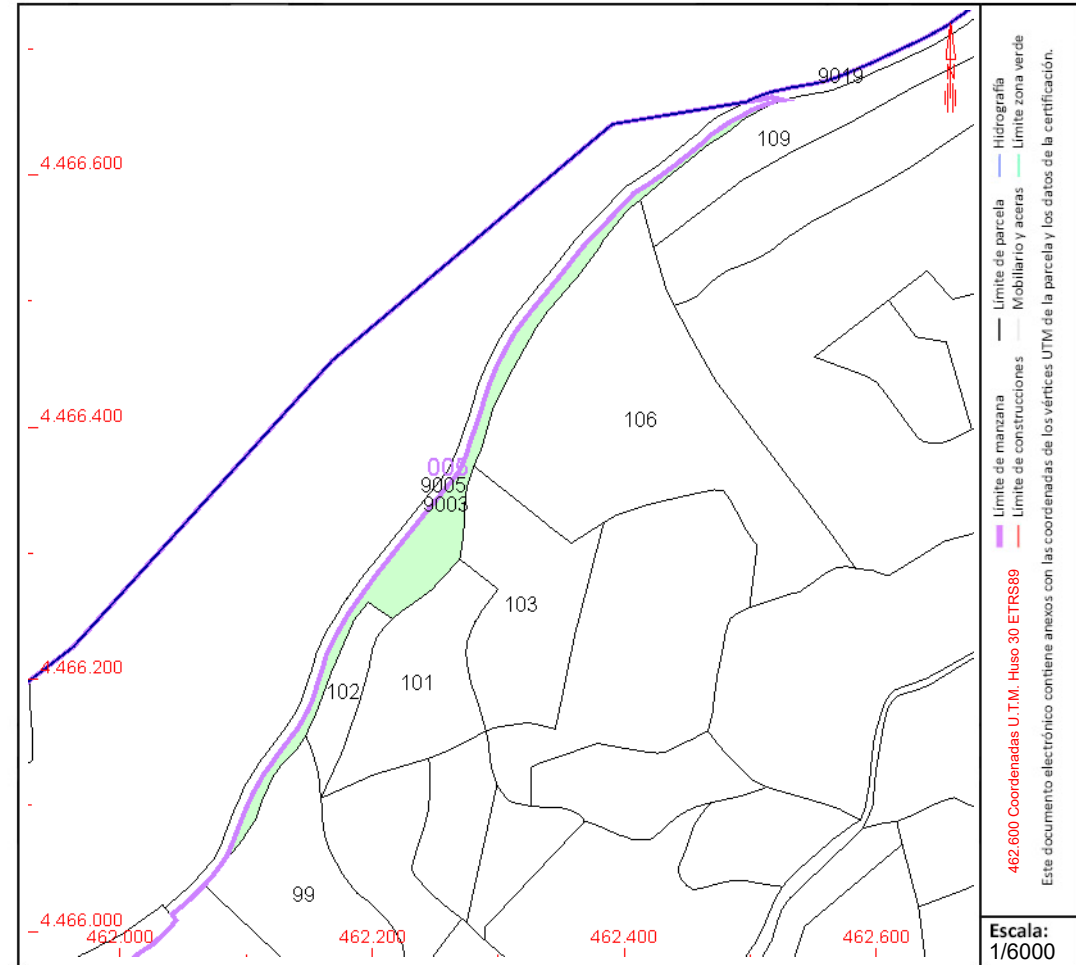 9019
N
109
4.466.600
4.466.400
106
005
9005
9003
103
4.466.200
102
101
99
4.466.000
462.000
462.200
462.400
462.600
462.600 Coordenadas U.T.M. Huso 30 ETRS89
Límite de manzana
Límite de parcela
Hidrografía
Límite de construcciones
Mobiliario y aceras
Límite zona verde
Este documento electrónico contiene anexos con las coordenadas de los vértices UTM de la parcela y los datos de la certificación.
Escala:
1/6000